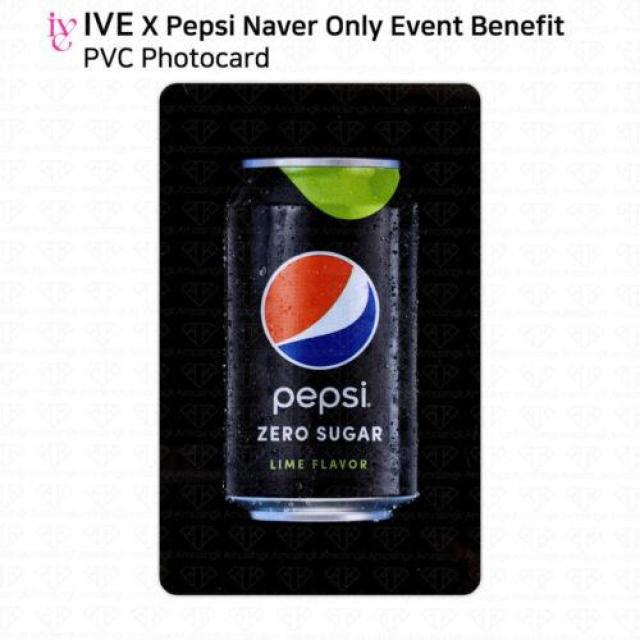 ive IVE X Pepsi Naver Only Event Benefit
PVC Photocard
pepsi.
ZERO SUGAR
LIME FLAVOR